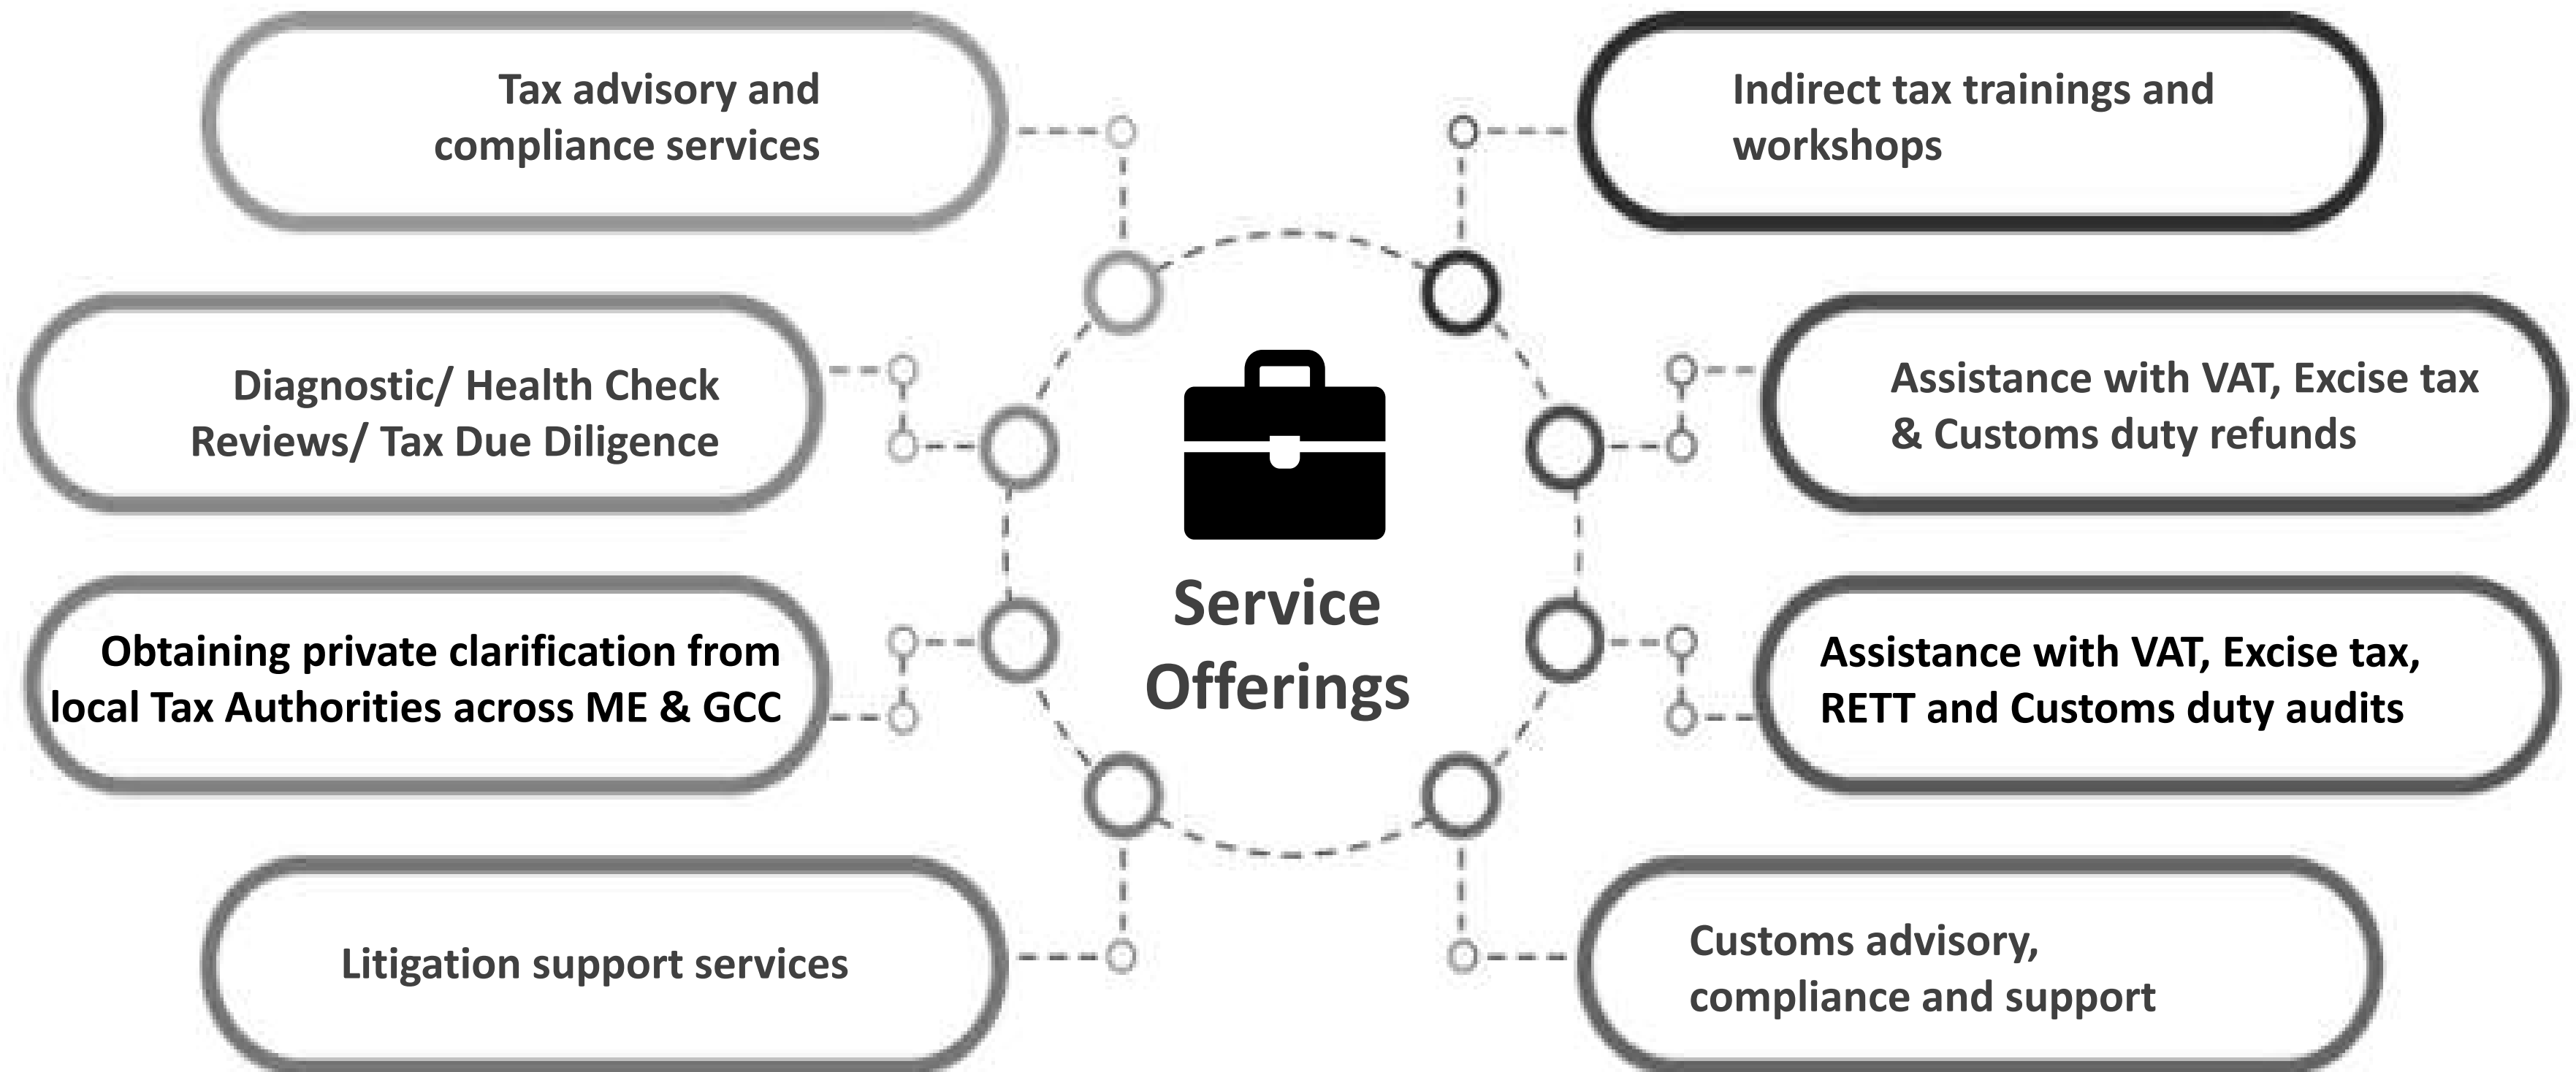 Tax advisory and
compliance services
Diagnostic/ Health Check
Reviews/ Tax Due Diligence
Obtaining private clarification from
local Tax Authorities across ME & GCC
Litigation support services
Service
Offerings
Indirect tax trainings and
workshops
Assistance with VAT, Excise tax
& Customs duty refunds
Assistance with VAT, Excise tax,
RETT and Customs duty audits
Customs advisory,
compliance and support